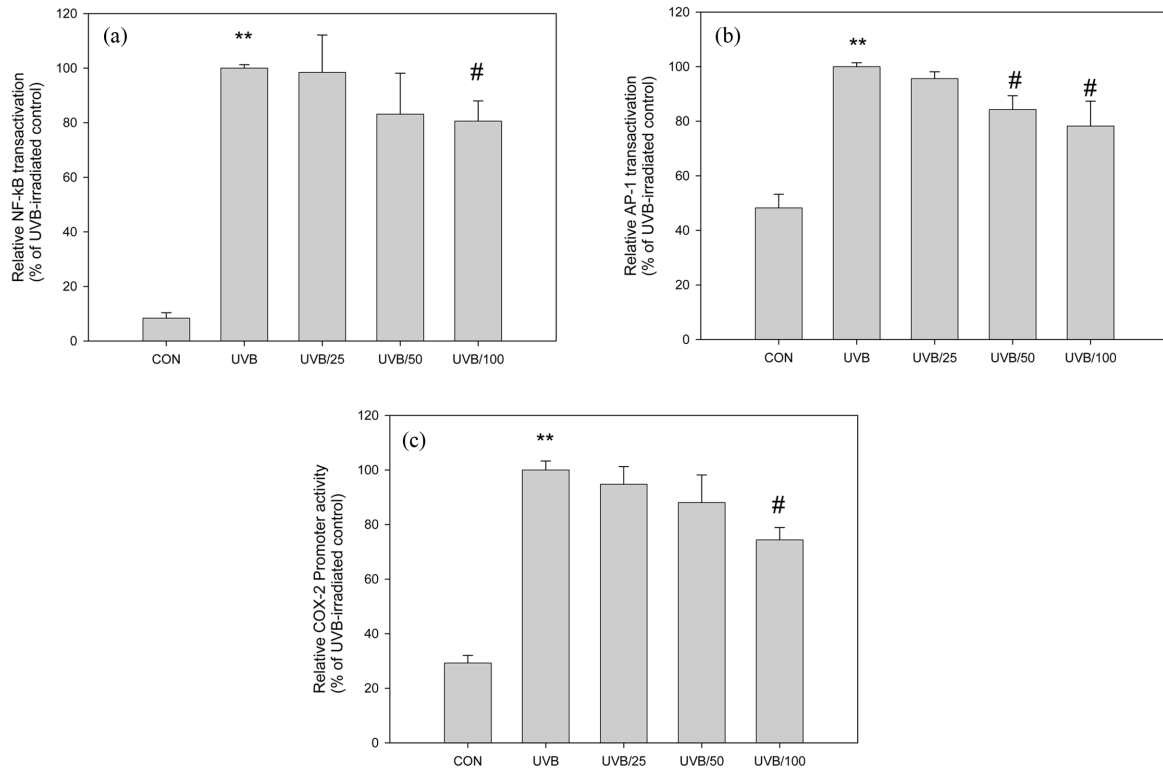 (a)
Relative NF-kB transactivation
(% of UVB-irradiated control)
120
100
80
60
40
20
0
**
#
CON UVB UVB/25 UVB/50 UVB/100
(b)
Relative AP-1 transactivation
(% of UVB-irradiated control)
120
100
80
60
40
20
0
**
#
#
CON UVB UVB/25 UVB/50 UVB/100
(c)
Relative COX-2 Promoter activity
(% of UVB-irradiated control)
120
100
80
60
40
20
0
**
#
CON UVB UVB/25 UVB/50 UVB/100